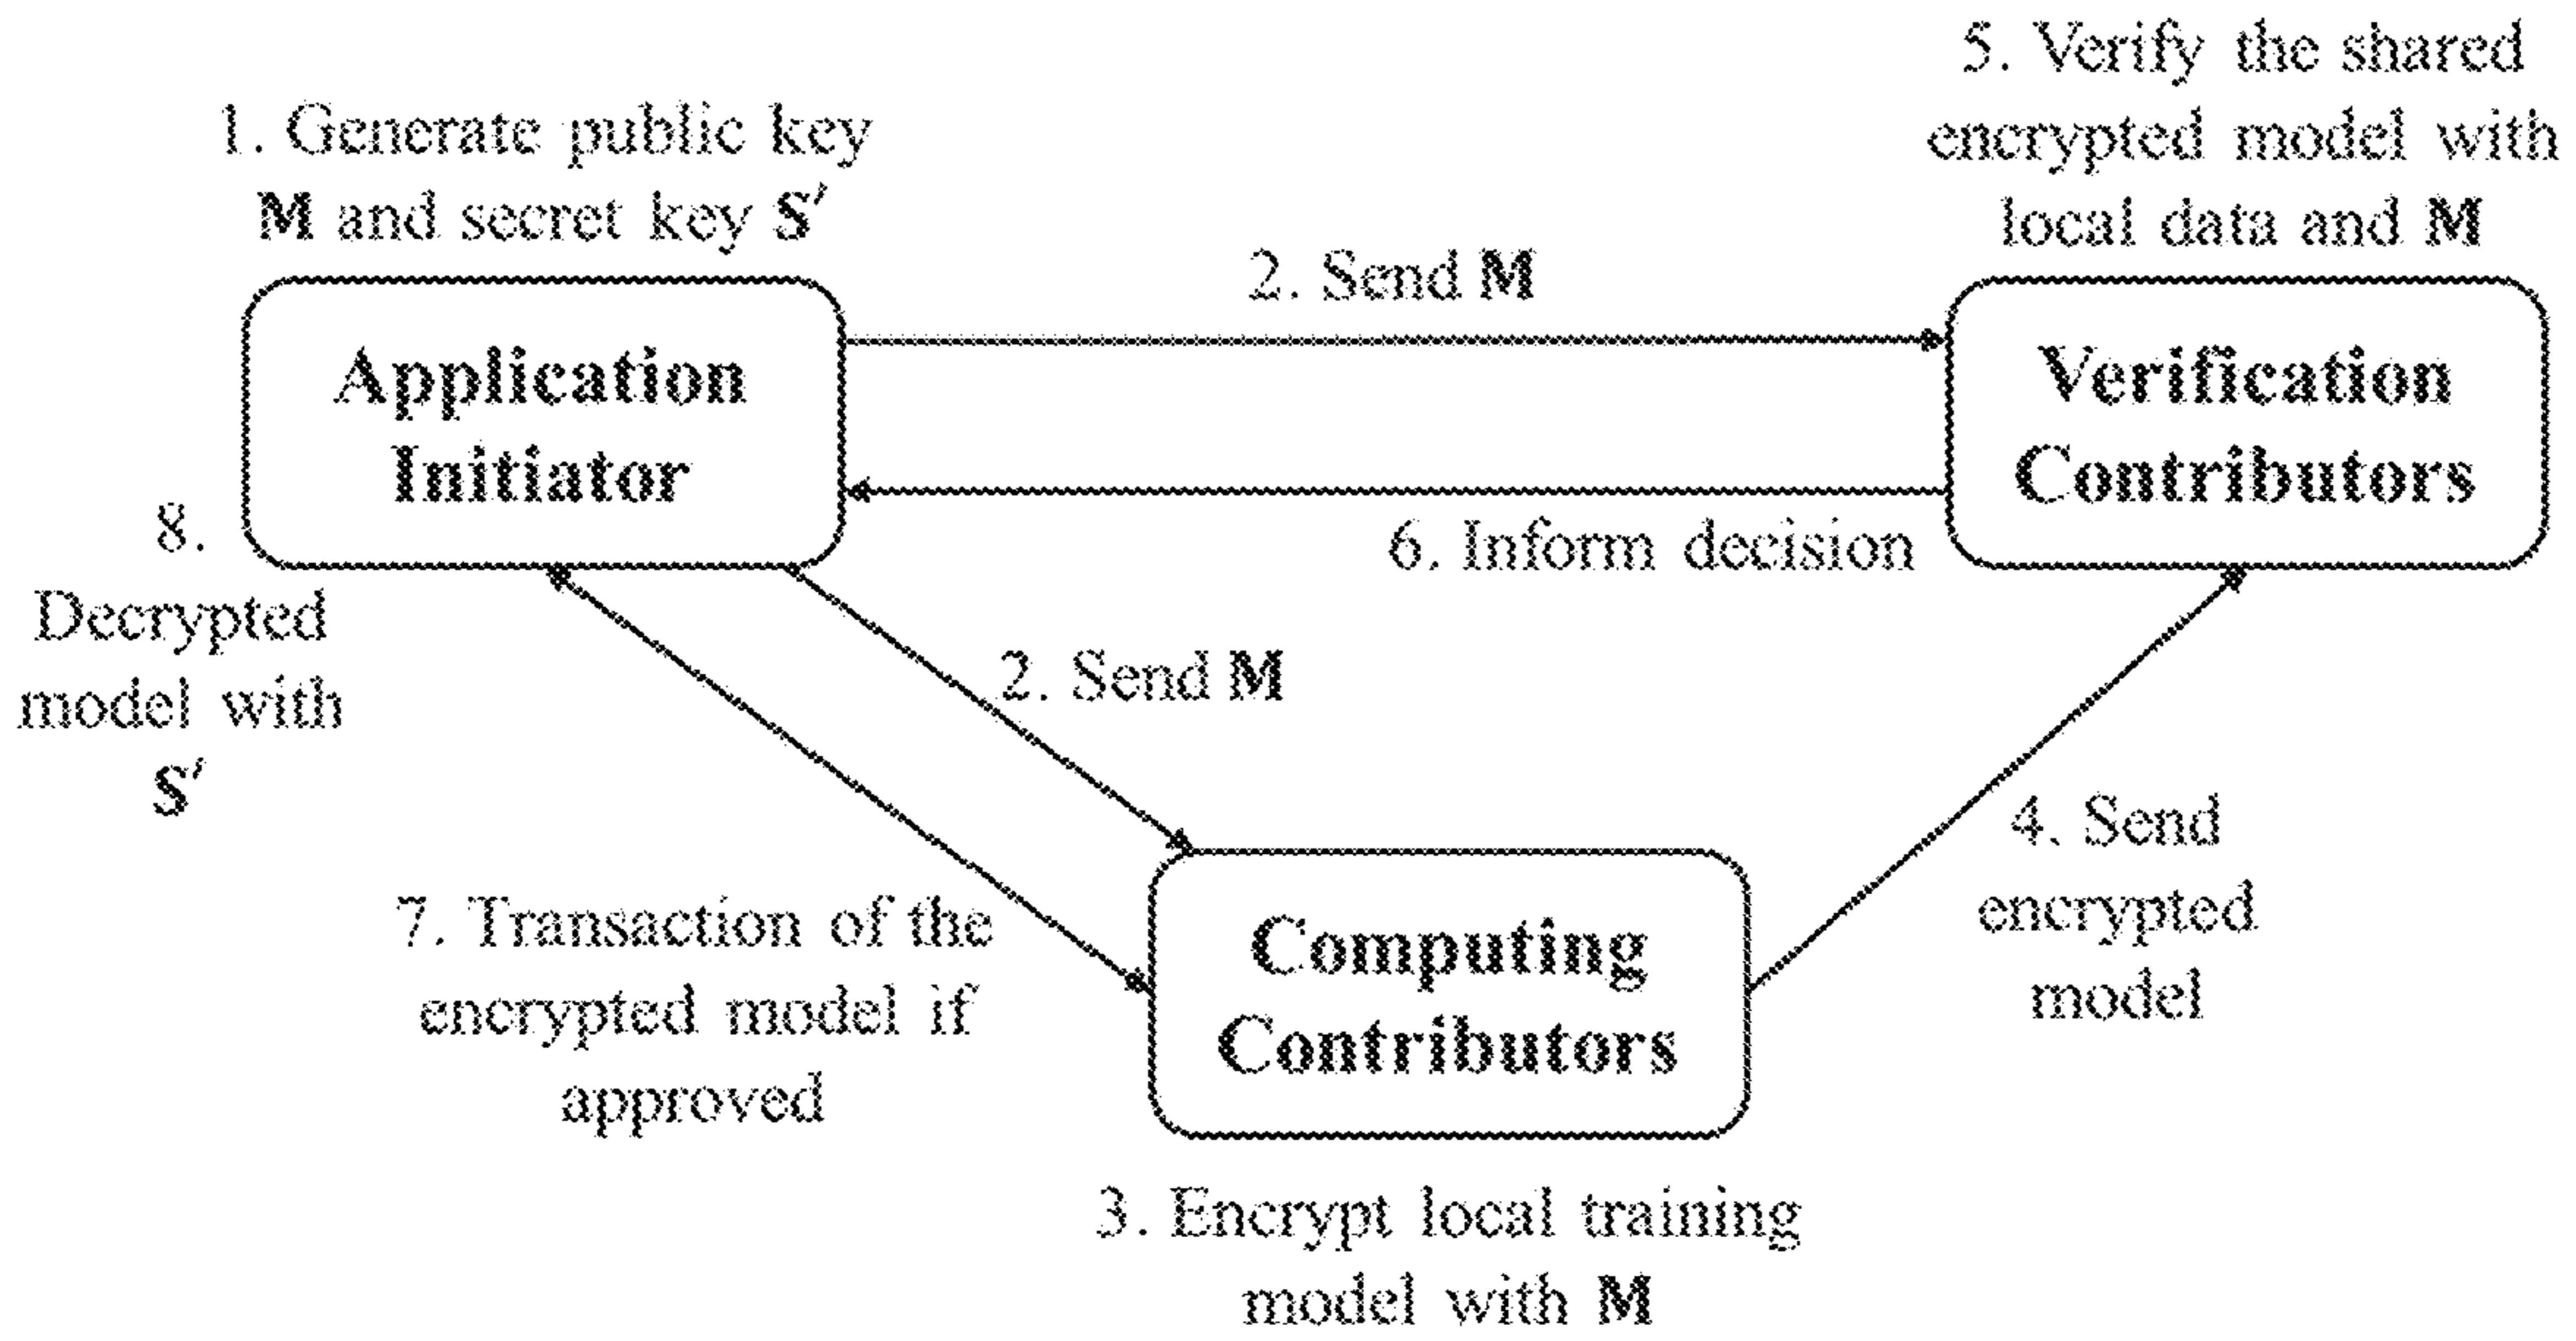 1. Generate public key
M and secret key S′
5. Verify the shared
encrypted model with
local data and M
2. Send M
Application
Initiator
Verification
Contributors
6. Inform decision
8.
Decrypted
model with
S′
2. Send M
4. Send
encrypted
model
7. Transaction of the
encrypted model if
approved
Computing
Contributors
3. Encrypt local training
model with M